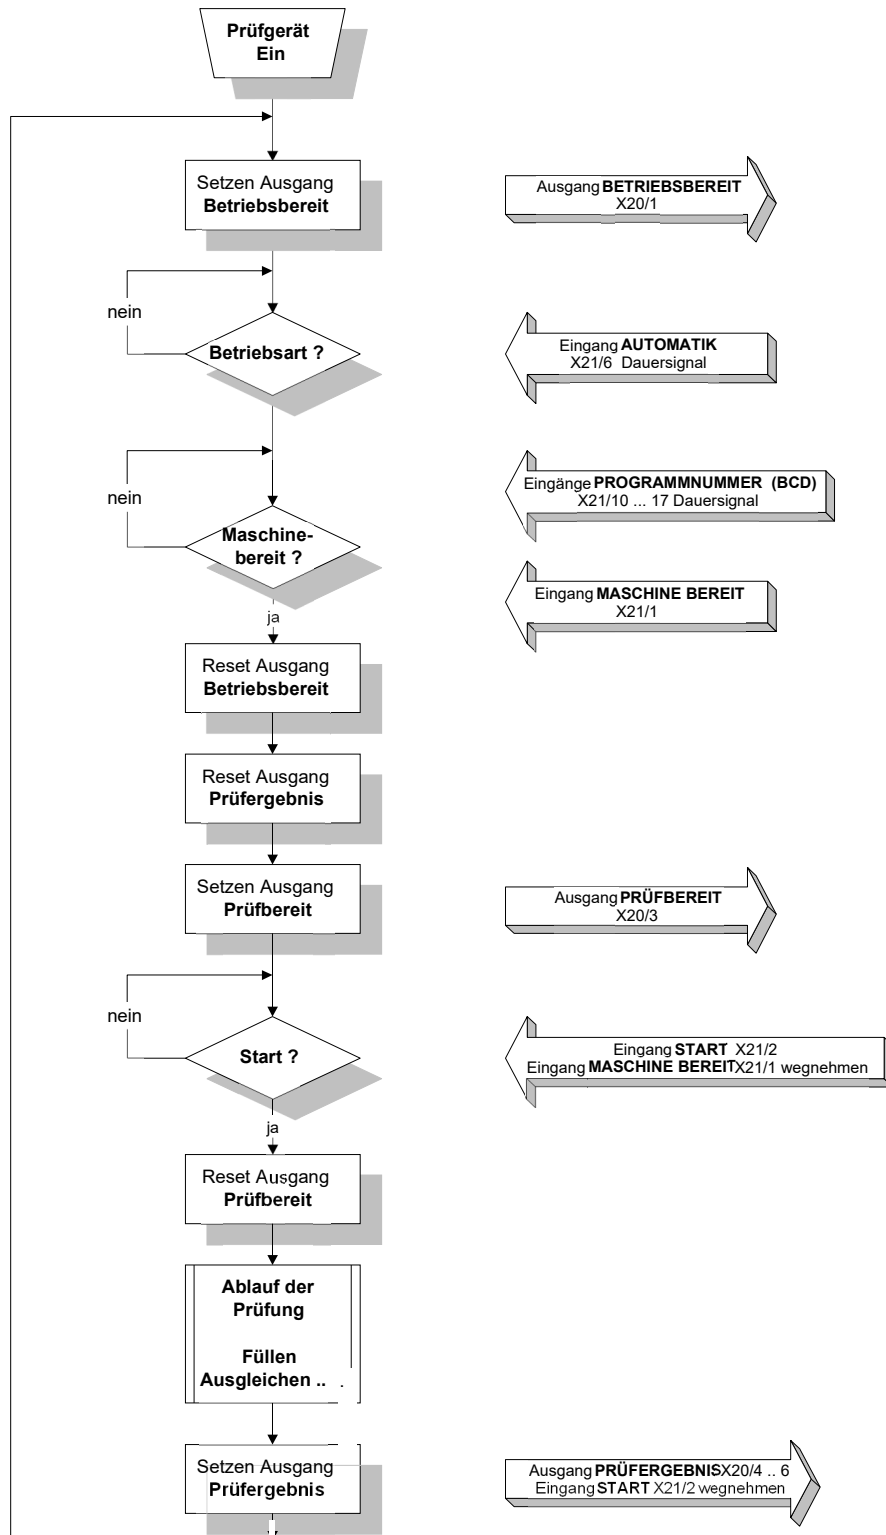 Prüfgerät
Ein
Setzen Ausgang
Betriebsbereit
Ausgang BETRIEBSBEREIT
X20/1
nein
Betriebsart ?
Eingang AUTOMATIK
X21/6 Dauersignal
nein
Eingänge PROGRAMMNUMMER (BCD)
X21/10 ... 17 Dauersignal
Maschine-
bereit ?
Eingang MASCHINE BEREIT
X21/1
ja
Reset Ausgang
Betriebsbereit
Reset Ausgang
Prüfergebnis
Setzen Ausgang
Prüfbereit
Ausgang PRÜFBEREIT
X20/3
nein
Start ?
Eingang START X21/2
Eingang MASCHINE BEREIT X21/1 wegnehmen
ja
Reset Ausgang
Prüfbereit
Ablauf der
Prüfung
Füllen
Ausgleichen .. .
Setzen Ausgang
Prüfergebnis
Ausgang PRÜFERGEBNIS X20/4 .. 6
Eingang START X21/2 wegnehmen